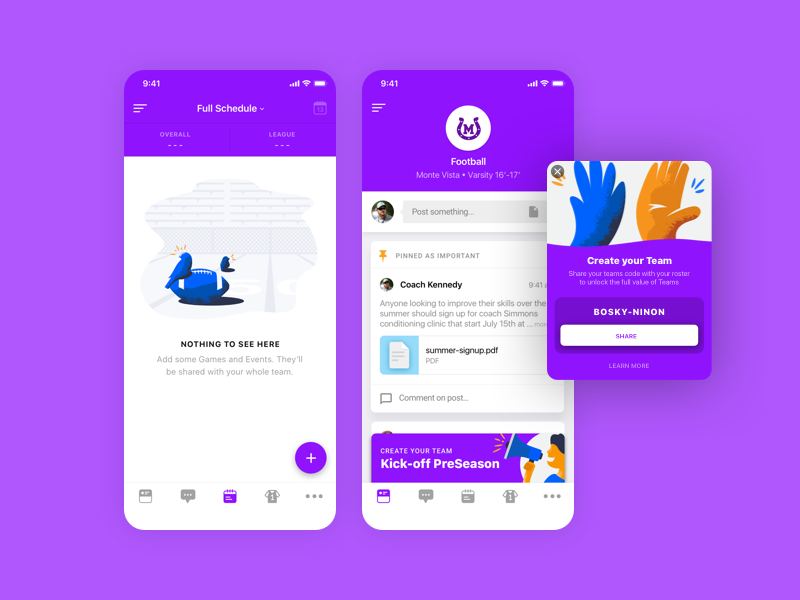 9:41
Full Schedule
13
OVERALL
---
LEAGUE
---
NOTHING TO SEE HERE
Add some Games and Events. They'll
be shared with your whole team.
9:41
M
Football
Monte Vista • Varsity 16'-17'
Post something...
PINNED AS IMPORTANT
Coach Kennedy
9:41
Anyone looking to improve their skills over the
summer should sign up for coach Simmons
conditioning clinic that start July 15th at ...
summer-signup.pdf
PDF
Comment on post...
CREATE YOUR TEAM
Kick-off PreSeason
Create your Team
Share your teams code with your roster
to unlock the full value of Teams
BOSKY-NINON
SHARE
LEARN MORE
1
1